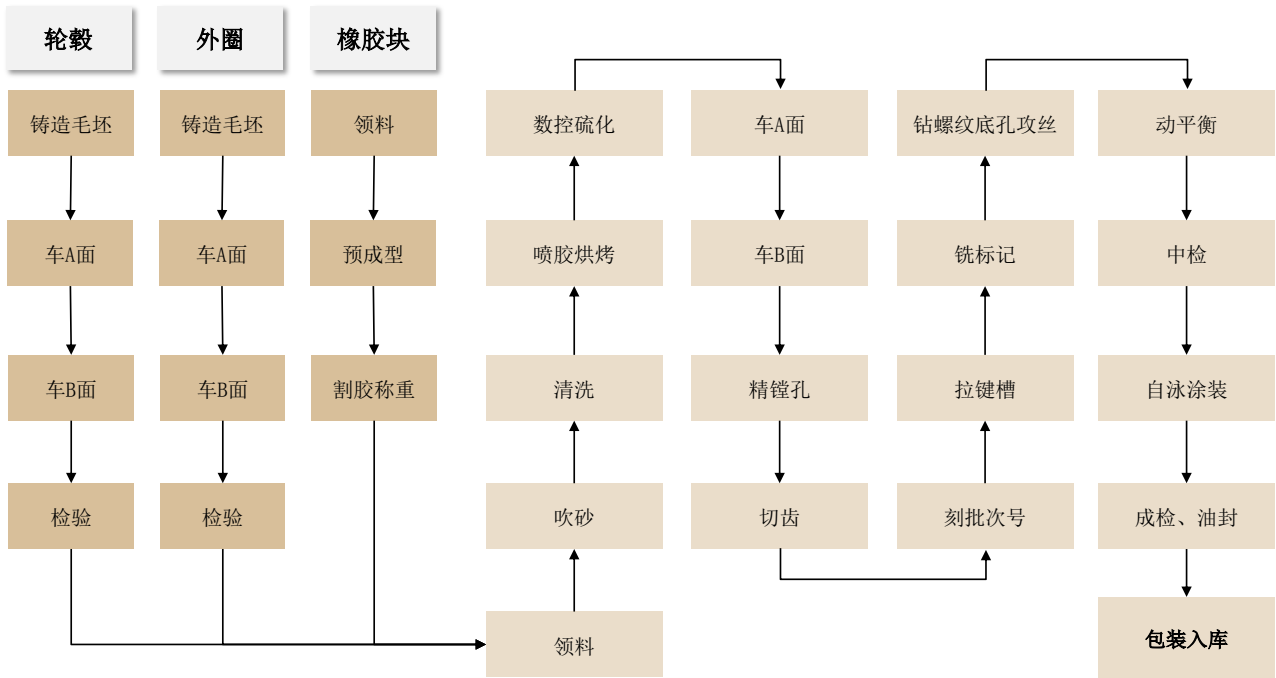 轮毂
外圈
橡胶块
铸造毛坯
车A面
车B面
检验
铸造毛坯
车A面
车B面
检验
领料
预成型
割胶称重
领料
吹砂
清洗
喷胶烘烤
数控硫化
车A面
车B面
精镗孔
切齿
刻批次号
拉键槽
铣标记
钻螺纹底孔攻丝
动平衡
中检
自泳涂装
成检、油封
包装入库